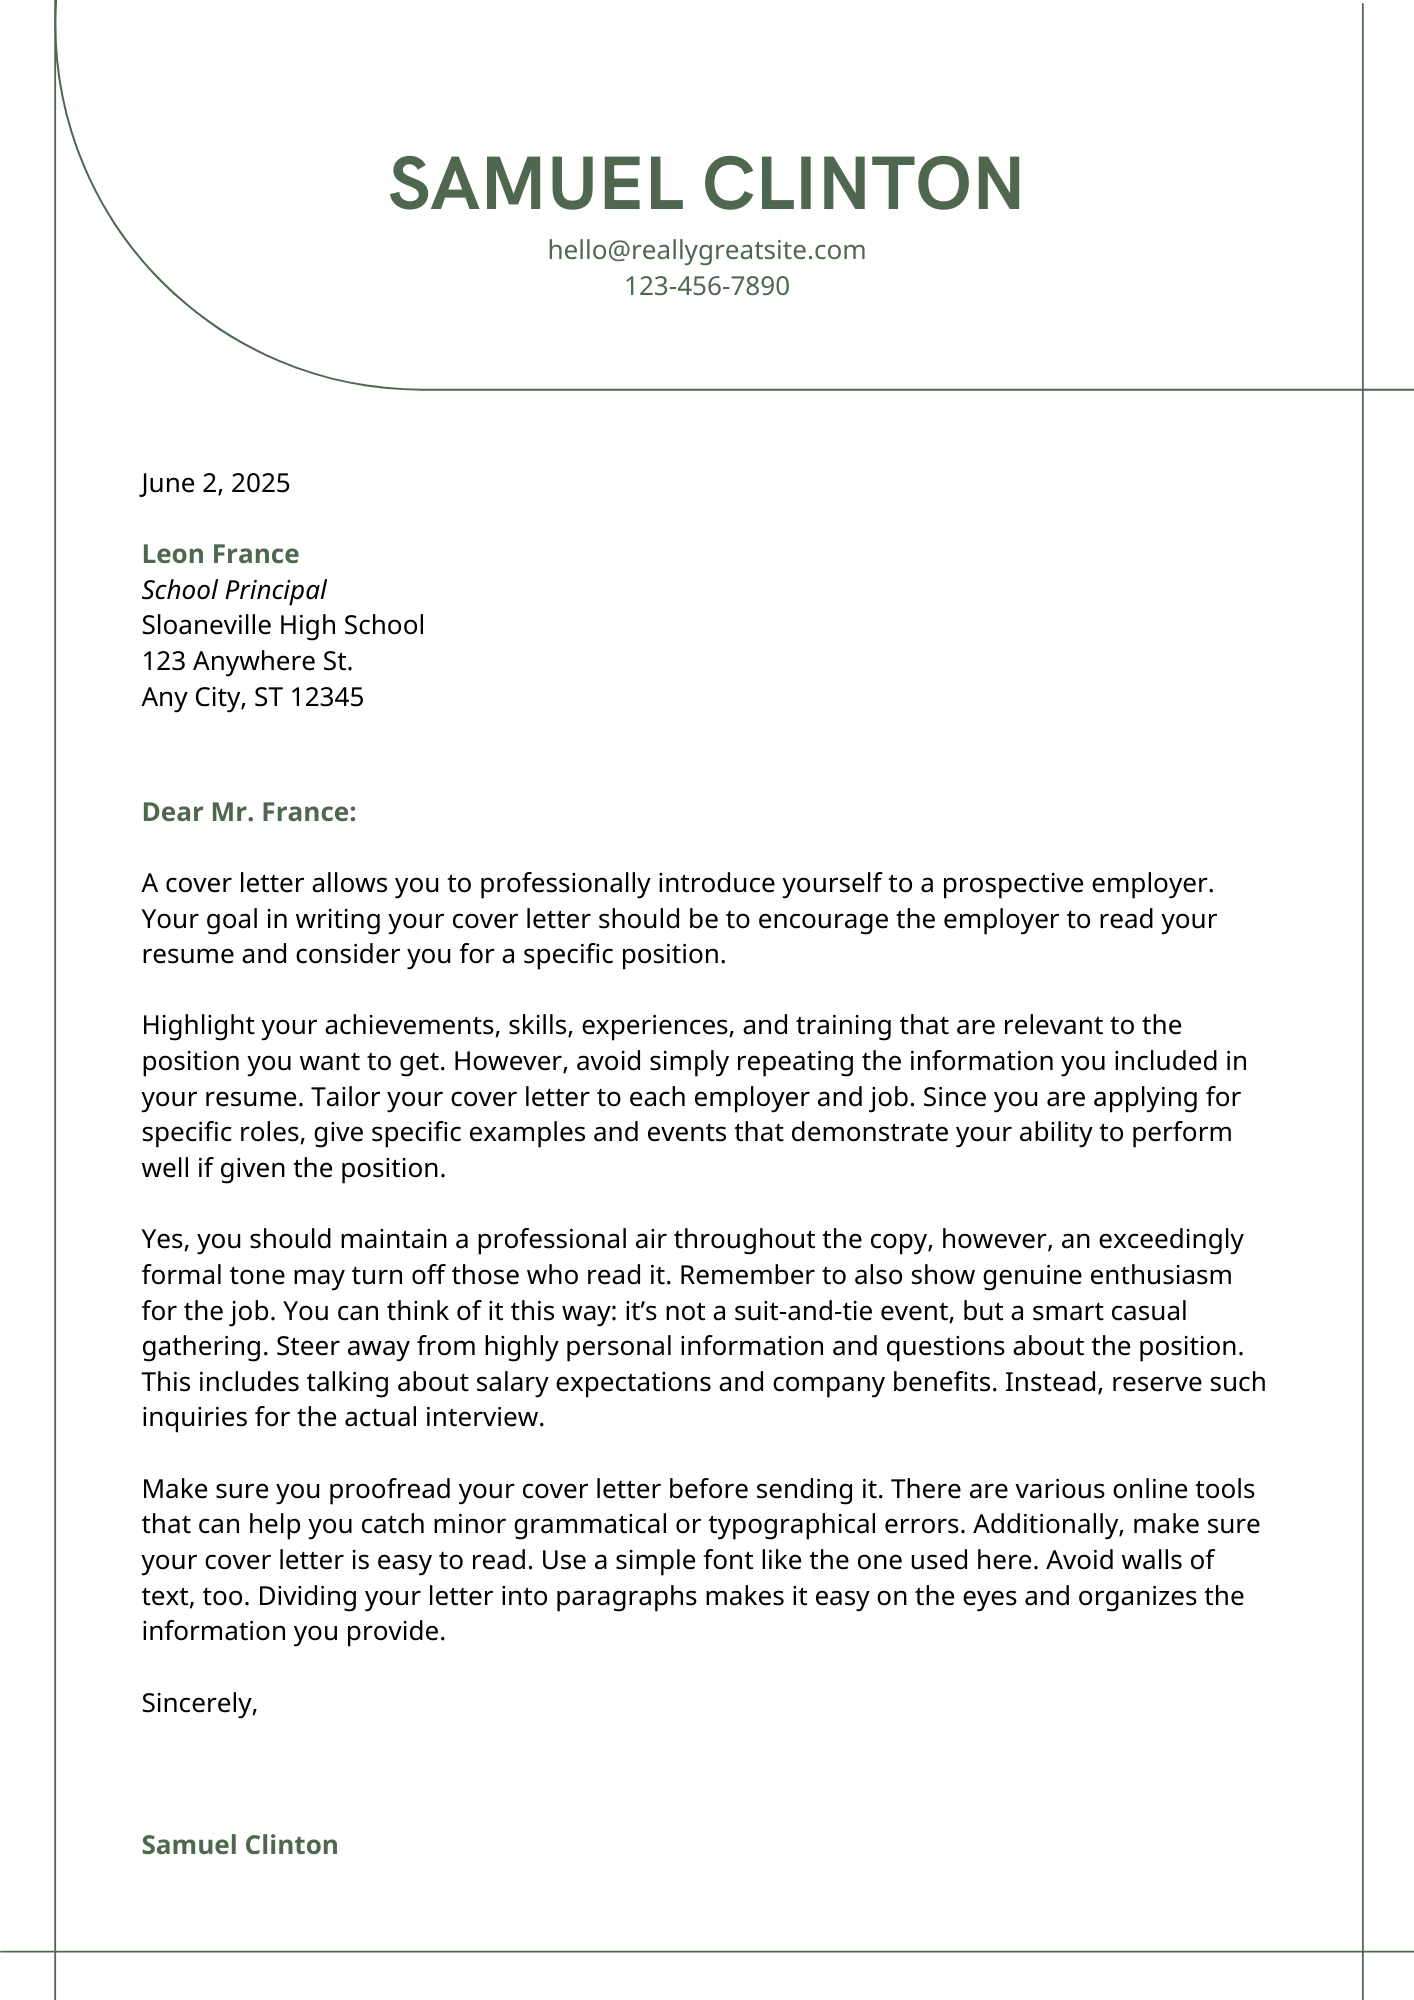 SAMUEL CLINTON
hello@reallygreatsite.com
123-456-7890
June 2, 2025
Leon France
School Principal
Sloaneville High School
123 Anywhere St.
Any City, ST 12345
Dear Mr. France:
A cover letter allows you to professionally introduce yourself to a prospective employer.
Your goal in writing your cover letter should be to encourage the employer to read your
resume and consider you for a specific position.
Highlight your achievements, skills, experiences, and training that are relevant to the
position you want to get. However, avoid simply repeating the information you included in
your resume. Tailor your cover letter to each employer and job. Since you are applying for
specific roles, give specific examples and events that demonstrate your ability to perform
well if given the position.
Yes, you should maintain a professional air throughout the copy, however, an exceedingly
formal tone may turn off those who read it. Remember to also show genuine enthusiasm
for the job. You can think of it this way: it’s not a suit-and-tie event, but a smart casual
gathering. Steer away from highly personal information and questions about the position.
This includes talking about salary expectations and company benefits. Instead, reserve such
inquiries for the actual interview.
Make sure you proofread your cover letter before sending it. There are various online tools
that can help you catch minor grammatical or typographical errors. Additionally, make sure
your cover letter is easy to read. Use a simple font like the one used here. Avoid walls of
text, too. Dividing your letter into paragraphs makes it easy on the eyes and organizes the
information you provide.
Sincerely,
Samuel Clinton